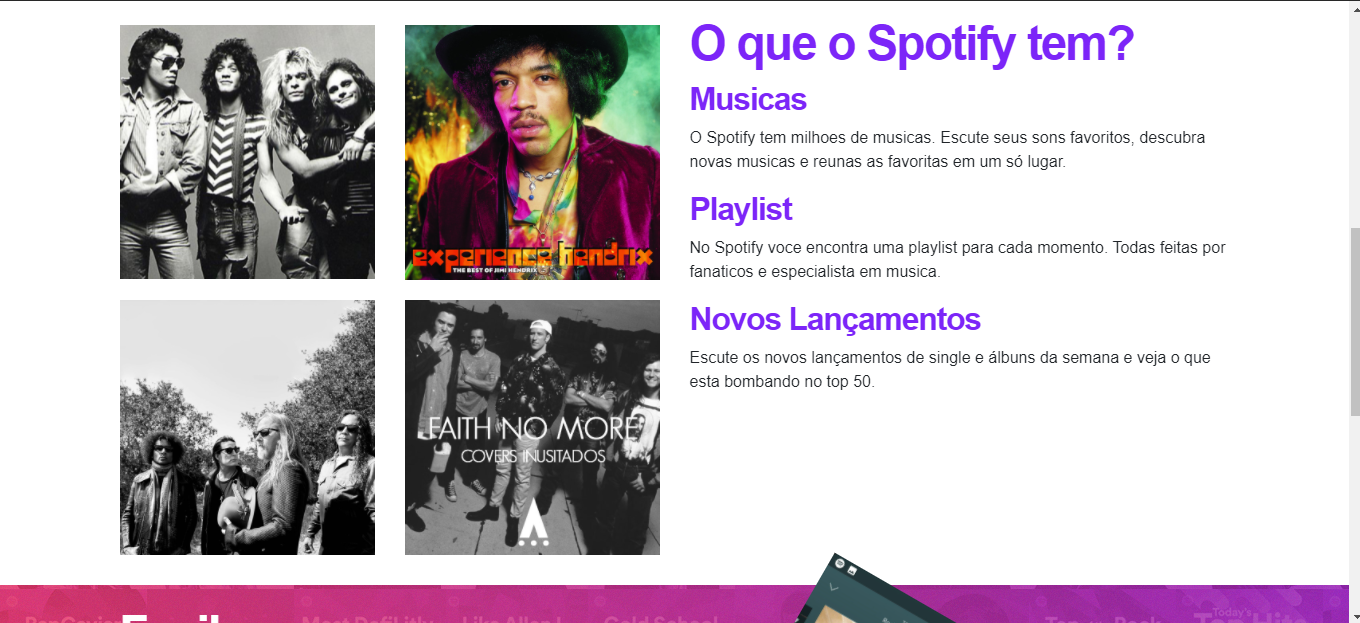 O que o Spotify tem?
Musicas
O Spotify tem milhoes de musicas. Escute seus sons favoritos, descubra
novas musicas e reunas as favoritas em um só lugar.
Playlist
No Spotify voce encontra uma playlist para cada momento. Todas feitas por
fanaticos e especialista em musica.
Novos Lançamentos
Escute os novos lançamentos de single e álbuns da semana e veja o que
esta bombando no top 50.
experience hendrix
THE BEST OF JIMI HENDRIX
FAITH NO MORE
COVERS INUSITADOS
Today's